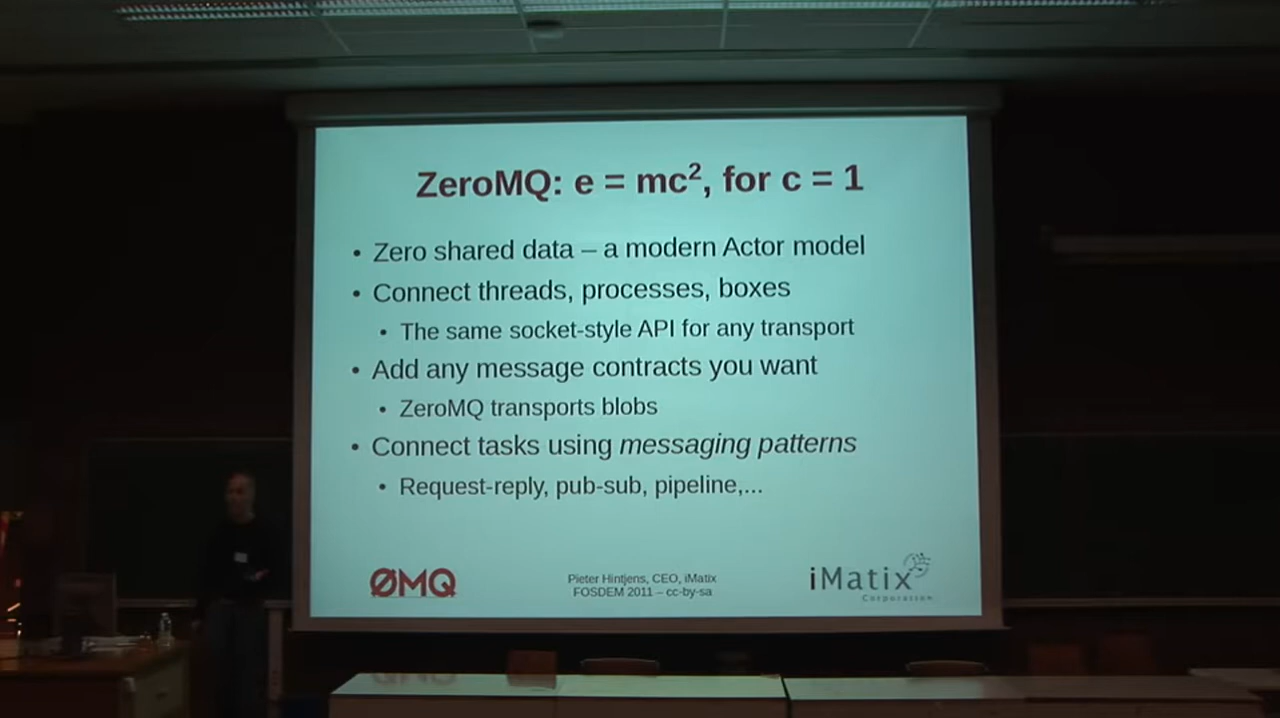 ZeroMQ: e = mc², for c = 1
• Zero shared data – a modern Actor model
• Connect threads, processes, boxes
• The same socket-style API for any transport
• Add any message contracts you want
• ZeroMQ transports blobs
• Connect tasks using messaging patterns
• Request-reply, pub-sub, pipeline,...
ØMQ
Pieter Hintjens, CEO, iMatix
FOSDEM 2011 – cc-by-sa
iMatix
Corporation